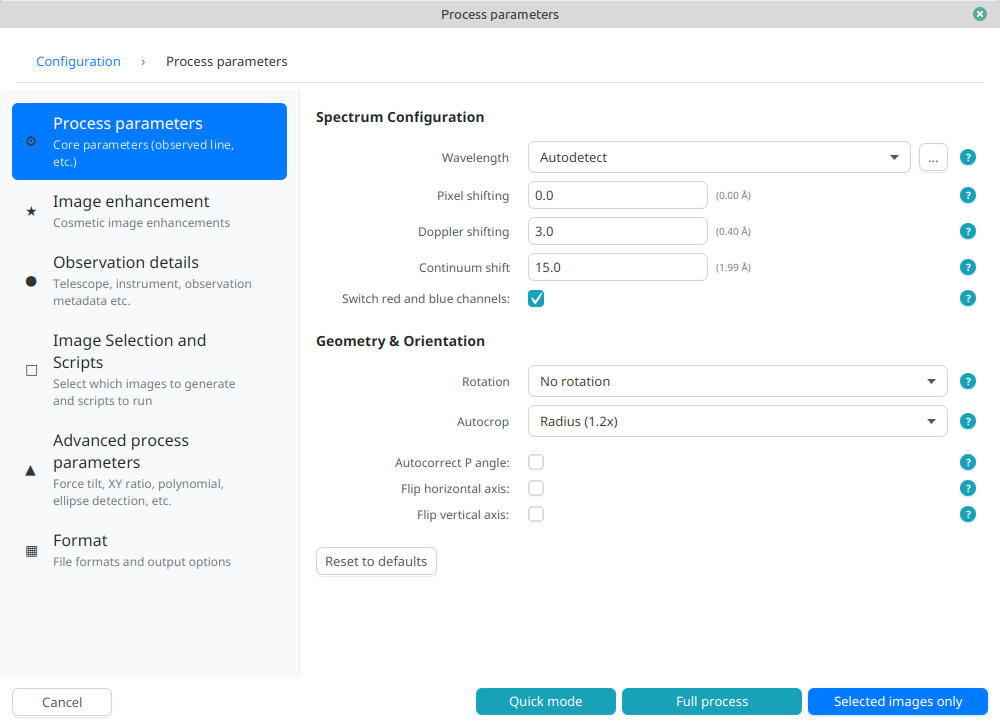 Process parameters
Configuration › Process parameters
Process parameters
Core parameters (observed line,
etc.)
Image enhancement
Cosmetic image enhancements
Observation details
Telescope, instrument, observation
metadata etc.
Image Selection and
Scripts
Select which images to generate
and scripts to run
Advanced process
parameters
Force tilt, XY ratio, polynomial,
ellipse detection, etc.
Format
File formats and output options
Spectrum Configuration
Wavelength Autodetect ... ?
Pixel shifting 0.0 (0.00 Å) ?
Doppler shifting 3.0 (0.40 Å) ?
Continuum shift 15.0 (1.99 Å) ?
Switch red and blue channels: ?
Geometry & Orientation
Rotation No rotation ?
Autocrop Radius (1.2x) ?
Autocorrect P angle: ?
Flip horizontal axis: ?
Flip vertical axis: ?
Reset to defaults
Cancel Quick mode Full process Selected images only